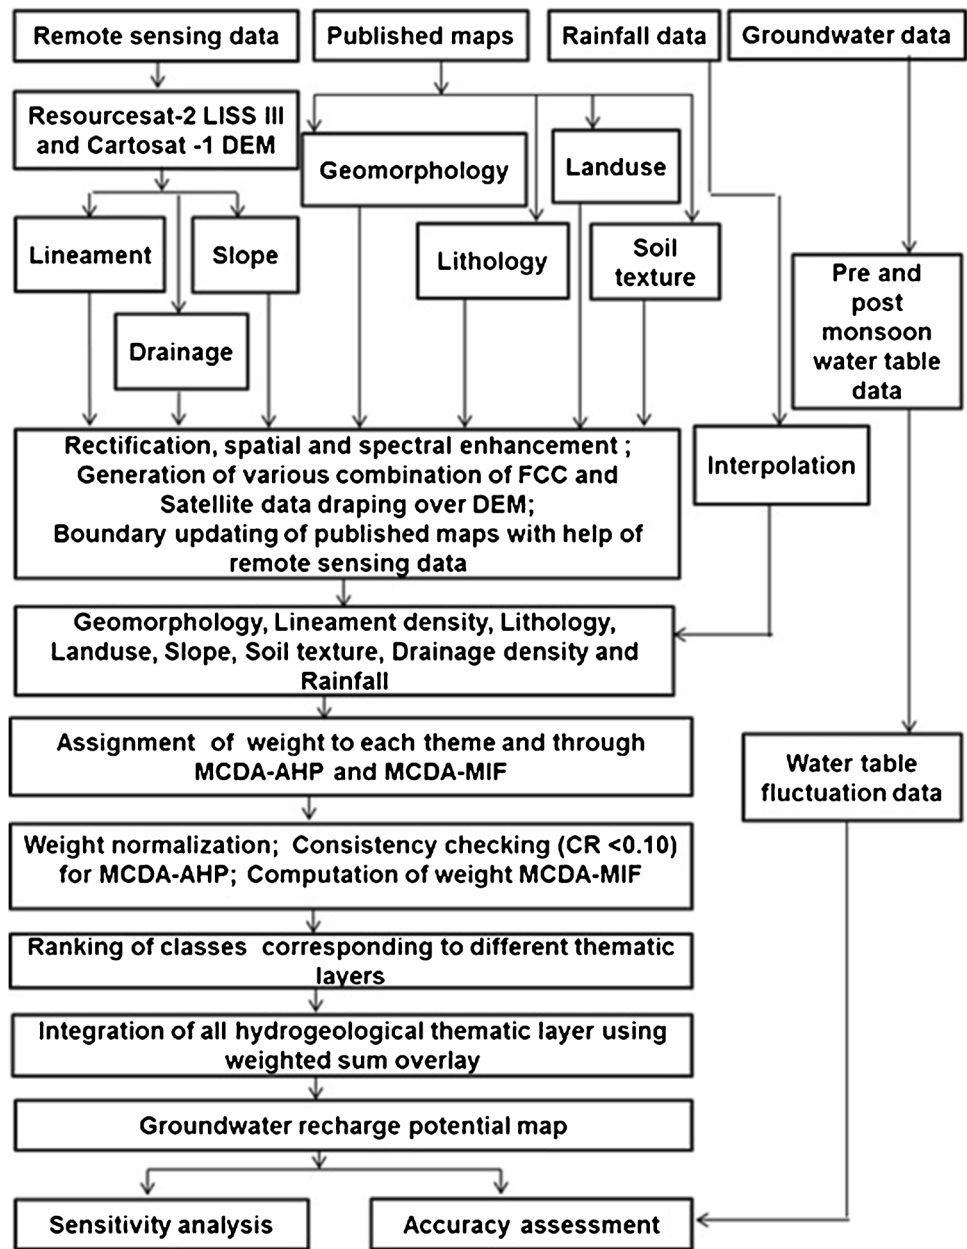 Remote sensing data
Published maps
Rainfall data
Groundwater data
Resourcesat-2 LISS III
and Cartosat -1 DEM
Geomorphology
Landuse
Lineament
Slope
Lithology
Soil
texture
Pre and
post
monsoon
water table
data
Drainage
Rectification, spatial and spectral enhancement ;
Generation of various combination of FCC and
Satellite data draping over DEM;
Boundary updating of published maps with help of
remote sensing data
Interpolation
Geomorphology, Lineament density, Lithology,
Landuse, Slope, Soil texture, Drainage density and
Rainfall
Assignment of weight to each theme and through
MCDA-AHP and MCDA-MIF
Water table
fluctuation data
Weight normalization; Consistency checking (CR <0.10)
for MCDA-AHP; Computation of weight MCDA-MIF
Ranking of classes corresponding to different thematic
layers
Integration of all hydrogeological thematic layer using
weighted sum overlay
Groundwater recharge potential map
Sensitivity analysis
Accuracy assessment